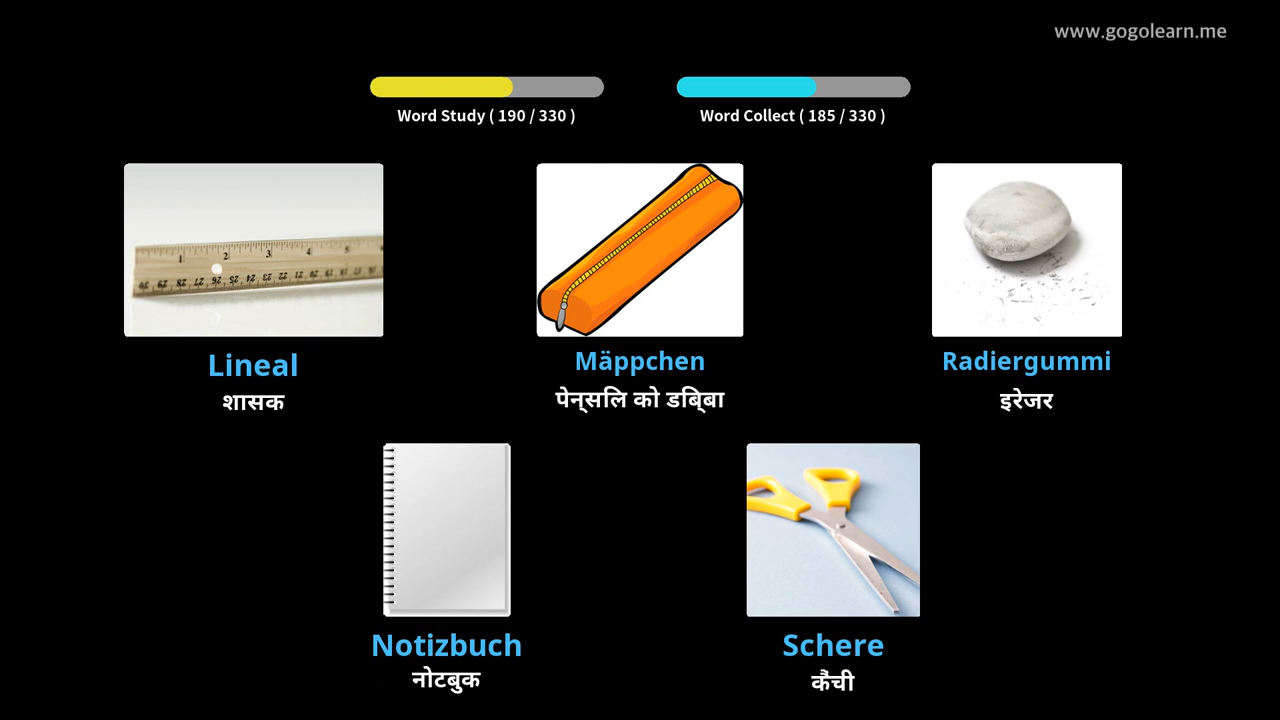 www.gogolearn.me
Word Study ( 190 / 330 )
Word Collect ( 185 / 330 )
Lineal
शासक
Mäppchen
पेन्सिल को डिब्बा
Radiergummi
इरेजर
Notizbuch
नोटबुक
Schere
कैंची